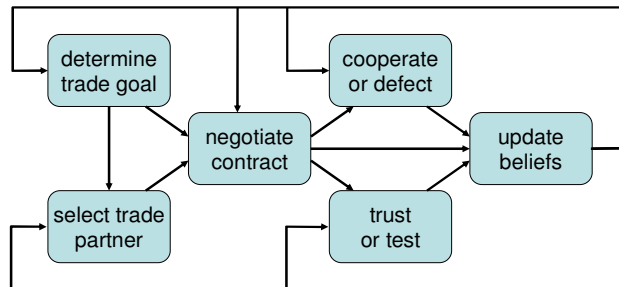 determine
trade goal
cooperate
or defect
negotiate
contract
update
beliefs
select trade
partner
trust
or test